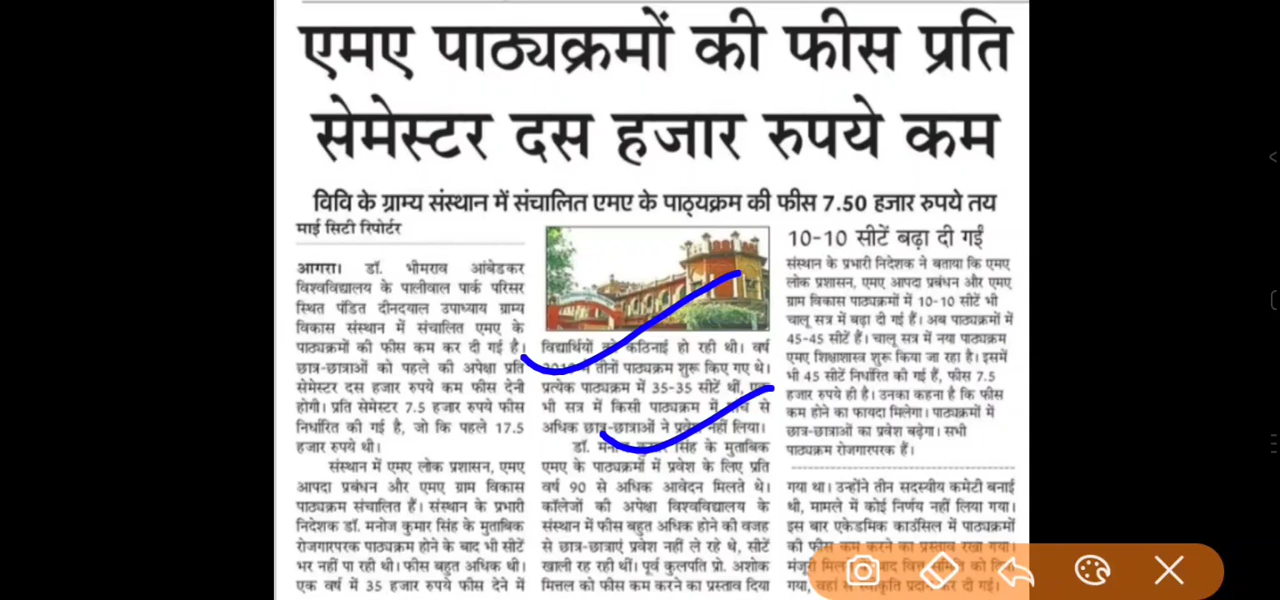 एमए पाठ्यक्रमों की फीस प्रति
सेमेस्टर दस हजार रुपये कम
विवि के ग्राम्य संस्थान में संचालित एमए के पाठ्यक्रम की फीस 7.50 हजार रुपये तय
माई सिटी रिपोर्टर
आगरा। डॉ. भीमराव आंबेडकर
विश्वविद्यालय के पालीवाल पार्क परिसर
स्थित पंडित दीनदयाल उपाध्याय ग्राम्य
विकास संस्थान में संचालित एमए के
पाठ्यक्रमों की फीस कम कर दी गई है।
छात्र-छात्राओं को पहले की अपेक्षा प्रति
सेमेस्टर दस हजार रुपये कम फीस देनी
होगी। प्रति सेमेस्टर 7.5 हजार रुपये फीस
निर्धारित की गई है, जो कि पहले 17.5
हजार रुपये थी।
संस्थान में एमए लोक प्रशासन, एमए
आपदा प्रबंधन और एमए ग्राम विकास
पाठ्यक्रम संचालित हैं। संस्थान के प्रभारी
निदेशक डॉ. मनोज कुमार सिंह के मुताबिक
रोजगारपरक पाठ्यक्रम होने के बाद भी सीटें
भर नहीं पा रही थी। फीस बहुत अधिक थी।
एक वर्ष में 35 हजार रुपये फीस देने में
विद्यार्थियों को कठिनाई हो रही थी। वर्ष
तीनों पाठ्यक्रम शुरू किए गए थे।
प्रत्येक पाठ्यक्रम में 35-35 सीटें थीं, एक
भी सत्र में किसी पाठ्यक्रम में पांच से
अधिक छात्र-छात्राओं ने प्रवेश नहीं लिया।
डॉ. मनोज कुमार सिंह के मुताबिक
एमए के पाठ्यक्रमों में प्रवेश के लिए प्रति
वर्ष 90 से अधिक आवेदन मिलते थे।
कॉलेजों की अपेक्षा विश्वविद्यालय के
संस्थान में फीस बहुत अधिक होने की वजह
से छात्र-छात्राएं प्रवेश नहीं ले रहे थे, सीटें
खाली रह रही थीं। पूर्व कुलपति प्रो. अशोक
मित्तल को फीस कम करने का प्रस्ताव दिया
10-10 सीटें बढ़ा दी गईं
संस्थान के प्रभारी निदेशक ने बताया कि एमए
लोक प्रशासन, एमए आपदा प्रबंधन और एमए
ग्राम विकास पाठ्यक्रमों में 10-10 सीटें भी
चालू सत्र में बढ़ा दी गई हैं। अब पाठ्यक्रमों में
45-45 सीटें हैं। चालू सत्र में नया पाठ्यक्रम
एमए शिक्षाशास्त्र शुरू किया जा रहा है। इसमें
भी 45 सीटें निर्धारित की गई हैं, फीस 7.5
हजार रुपये ही है। उनका कहना है कि फीस
कम होने का फायदा मिलेगा। पाठ्यक्रमों में
छात्र-छात्राओं का प्रवेश बढ़ेगा। सभी
पाठ्यक्रम रोजगारपरक हैं।
गया था। उन्होंने तीन सदस्यीय कमेटी बनाई
थी, मामले में कोई निर्णय नहीं लिया गया।
इस बार एकेडमिक काउंसिल में पाठ्यक्रमों
की फीस कम करने का प्रस्ताव रखा गया।
मंजूरी बाद वित्त समिति को
गया, वहां से स्वीकृति प्रदान कर दी गई।